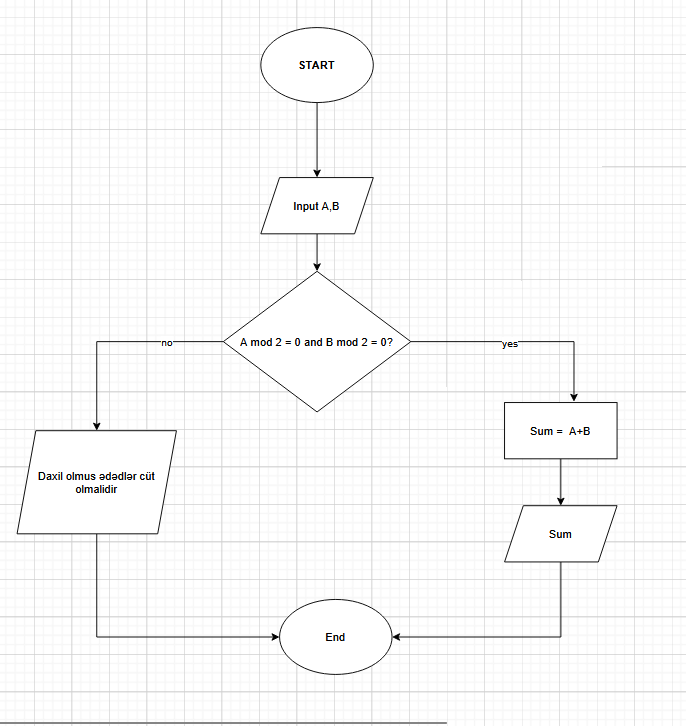 START
Input A,B
A mod 2 = 0 and B mod 2 = 0?
no
yes
Sum = A+B
Daxil olmus ədədlər cüt
olmalidir
Sum
End